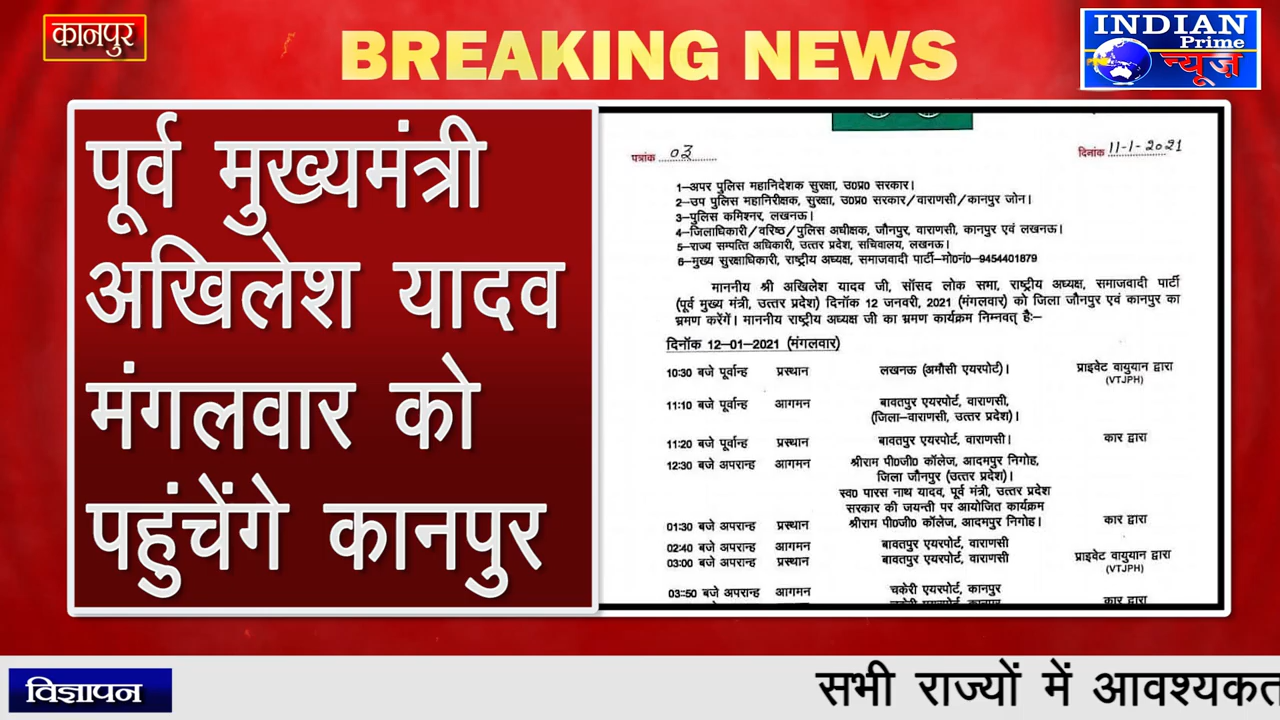 कानपुर
BREAKING NEWS
INDIAN
Prime
न्यूज़
पूर्व मुख्यमंत्री
अखिलेश यादव
मंगलवार को
पहुंचेंगे कानपुर
पत्रांक ...03...
दिनांक 11-1-2021
1—अपर पुलिस महानिदेशक सुरक्षा, उ0प्र0 सरकार।
2—उप पुलिस महानिरीक्षक, सुरक्षा, उ0प्र0 सरकार/वाराणसी/कानपुर जोन।
3—पुलिस कमिश्नर, लखनऊ।
4—जिलाधिकारी/वरिष्ठ/पुलिस अधीक्षक, जौनपुर, वाराणसी, कानपुर एवं लखनऊ।
5—राज्य सम्पत्ति अधिकारी, उत्तर प्रदेश, सचिवालय, लखनऊ।
6—मुख्य सुरक्षाधिकारी, राष्ट्रीय अध्यक्ष, समाजवादी पार्टी—मो0नं0—9454401879
माननीय श्री अखिलेश यादव जी, सॉसद लोक सभा, राष्ट्रीय अध्यक्ष, समाजवादी पार्टी
(पूर्व मुख्य मंत्री, उत्तर प्रदेश) दिनॉक 12 जनवरी, 2021 (मंगलवार) को जिला जौनपुर एवं कानपुर का
भ्रमण करेंगें। माननीय राष्ट्रीय अध्यक्ष जी का भ्रमण कार्यक्रम निम्नवत् हैः—
दिनॉक 12—01—2021 (मंगलवार)
10:30 बजे पूर्वान्ह प्रस्थान लखनऊ (अमौसी एयरपोर्ट)। प्राइवेट वायुयान द्वारा
(VTJPH)
11:10 बजे पूर्वान्ह आगमन बावतपुर एयरपोर्ट, वाराणसी,
(जिला—वाराणसी, उत्तर प्रदेश)।
11:20 बजे पूर्वान्ह प्रस्थान बावतपुर एयरपोर्ट, वाराणसी। कार द्वारा
12:30 बजे अपरान्ह आगमन श्रीराम पी0जी0 कॉलेज, आदमपुर निगोह,
जिला जौनपुर (उत्तर प्रदेश)।
स्व0 पारस नाथ यादव, पूर्व मंत्री, उत्तर प्रदेश
सरकार की जयन्ती पर आयोजित कार्यक्रम
01:30 बजे अपरान्ह प्रस्थान श्रीराम पी0जी0 कॉलेज, आदमपुर निगोह। कार द्वारा
02:40 बजे अपरान्ह आगमन बावतपुर एयरपोर्ट, वाराणसी
03:00 बजे अपरान्ह प्रस्थान बावतपुर एयरपोर्ट, वाराणसी प्राइवेट वायुयान द्वारा
(VTJPH)
03:50 बजे अपरान्ह आगमन चकेरी एयरपोर्ट, कानपुर
कार द्वारा
विज्ञापन
सभी राज्यों में आवश्यकत